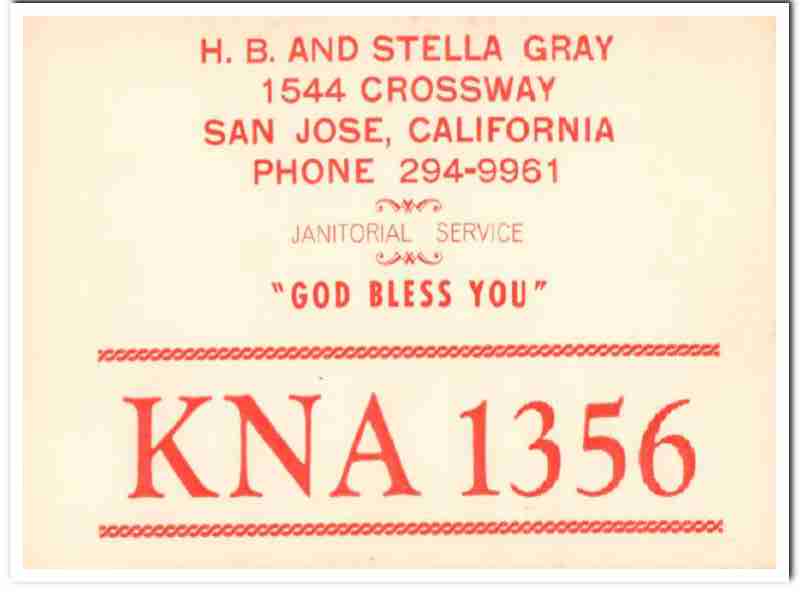 H. B. AND STELLA GRAY
1544 CROSSWAY
SAN JOSE, CALIFORNIA
PHONE 294-9961
JANITORIAL SERVICE
"GOD BLESS YOU"
KNA 1356